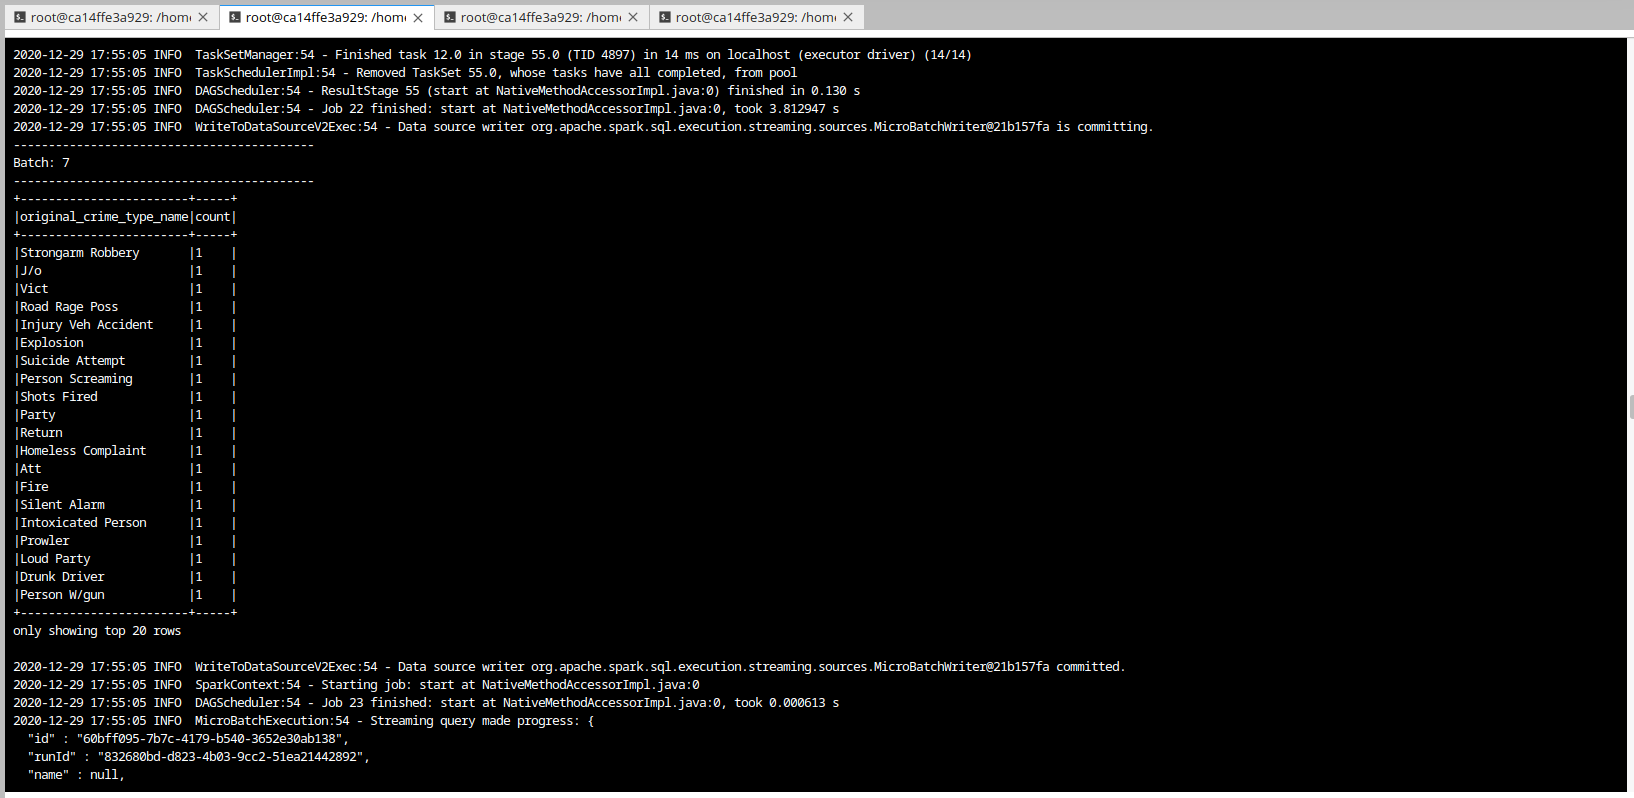 root@ca14ffe3a929: /home
root@ca14ffe3a929: /home
root@ca14ffe3a929: /home
root@ca14ffe3a929: /home
2020-12-29 17:55:05 INFO  TaskSetManager:54 - Finished task 12.0 in stage 55.0 (TID 4897) in 14 ms on localhost (executor driver) (14/14)
2020-12-29 17:55:05 INFO  TaskSchedulerImpl:54 - Removed TaskSet 55.0, whose tasks have all completed, from pool
2020-12-29 17:55:05 INFO  DAGScheduler:54 - ResultStage 55 (start at NativeMethodAccessorImpl.java:0) finished in 0.130 s
2020-12-29 17:55:05 INFO  DAGScheduler:54 - Job 22 finished: start at NativeMethodAccessorImpl.java:0, took 3.812947 s
2020-12-29 17:55:05 INFO  WriteToDataSourceV2Exec:54 - Data source writer org.apache.spark.sql.execution.streaming.sources.MicroBatchWriter@21b157fa is committing.
-------------------------------------------
Batch: 7
-------------------------------------------
+------------------------+-----+
|original_crime_type_name|count|
+------------------------+-----+
|Strongarm Robbery       |1    |
|J/o                     |1    |
|Vict                    |1    |
|Road Rage Poss          |1    |
|Injury Veh Accident     |1    |
|Explosion               |1    |
|Suicide Attempt         |1    |
|Person Screaming        |1    |
|Shots Fired             |1    |
|Party                   |1    |
|Return                  |1    |
|Homeless Complaint      |1    |
|Att                     |1    |
|Fire                    |1    |
|Silent Alarm            |1    |
|Intoxicated Person      |1    |
|Prowler                 |1    |
|Loud Party              |1    |
|Drunk Driver            |1    |
|Person W/gun            |1    |
+------------------------+-----+
only showing top 20 rows
2020-12-29 17:55:05 INFO  WriteToDataSourceV2Exec:54 - Data source writer org.apache.spark.sql.execution.streaming.sources.MicroBatchWriter@21b157fa committed.
2020-12-29 17:55:05 INFO  SparkContext:54 - Starting job: start at NativeMethodAccessorImpl.java:0
2020-12-29 17:55:05 INFO  DAGScheduler:54 - Job 23 finished: start at NativeMethodAccessorImpl.java:0, took 0.000613 s
2020-12-29 17:55:05 INFO  MicroBatchExecution:54 - Streaming query made progress: {
  "id" : "60bff095-7b7c-4179-b540-3652e30ab138",
  "runId" : "832680bd-d823-4b03-9cc2-51ea21442892",
  "name" : null,